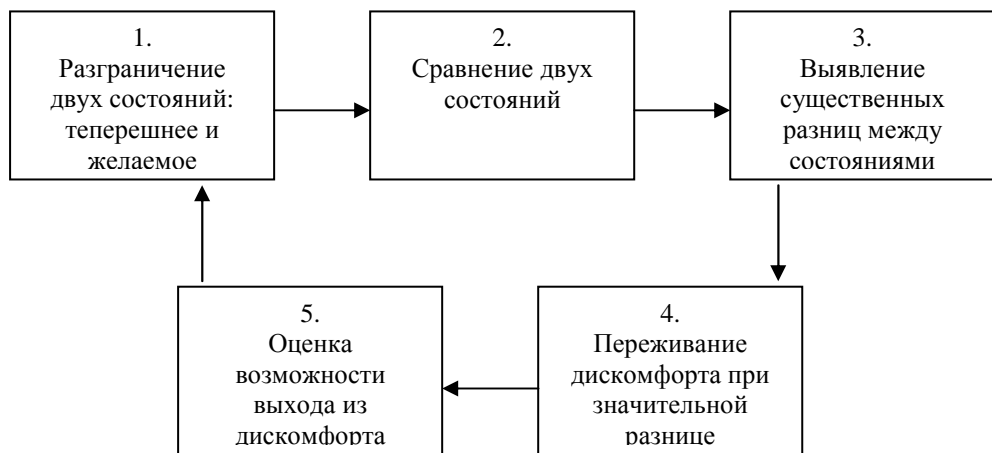 1.
Разграничение
двух состояний:
теперешнее и
желаемое
2.
Сравнение двух
состояний
3.
Выявление
существенных
разниц между
состояниями
4.
Переживание
дискомфорта при
значительной
разнице
5.
Оценка
возможности
выхода из
дискомфорта